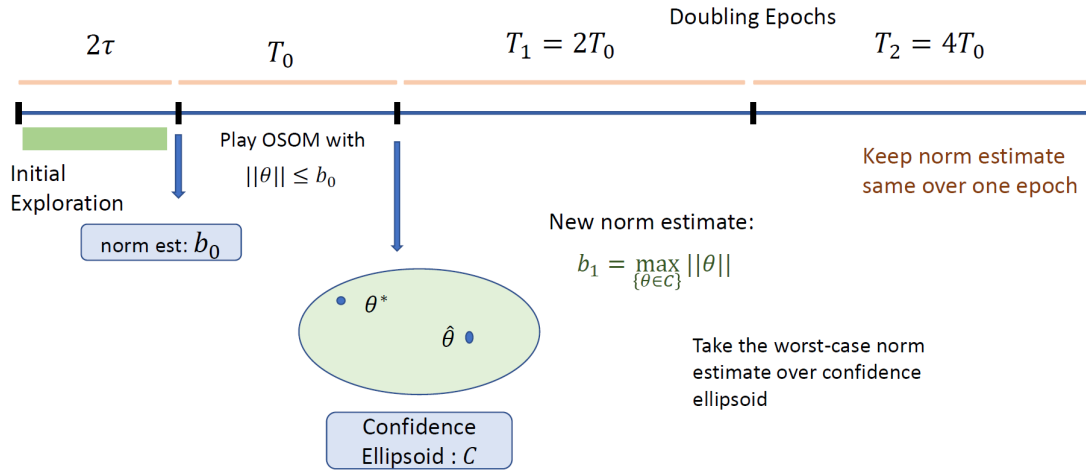 Doubling Epochs
2τ
T₀
T₁ = 2T₀
T₂ = 4T₀
Initial
Exploration
Play OSOM with
||θ|| ≤ b₀
Keep norm estimate
same over one epoch
norm est: b₀
New norm estimate:
b₁ = max ||θ||
{θ∈C}
θ*
θ̂
Take the worst-case norm
estimate over confidence
ellipsoid
Confidence
Ellipsoid : C